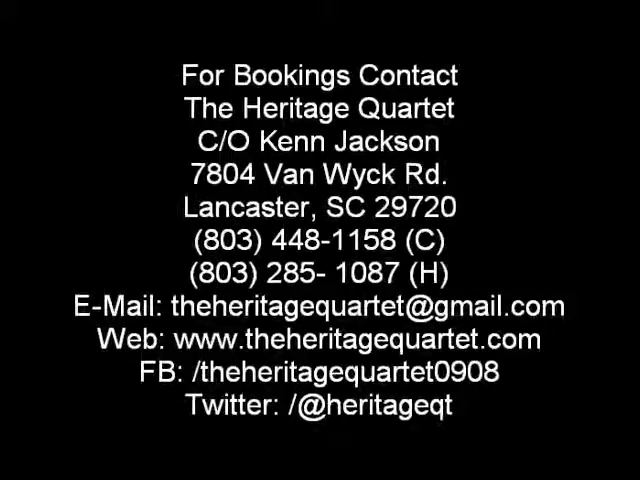 For Bookings Contact
The Heritage Quartet
C/O Kenn Jackson
7804 Van Wyck Rd.
Lancaster, SC 29720
(803) 448-1158 (C)
(803) 285- 1087 (H)
E-Mail: theheritagequartet@gmail.com
Web: www.theheritagequartet.com
FB: /theheritagequartet0908
Twitter: /@heritageqt